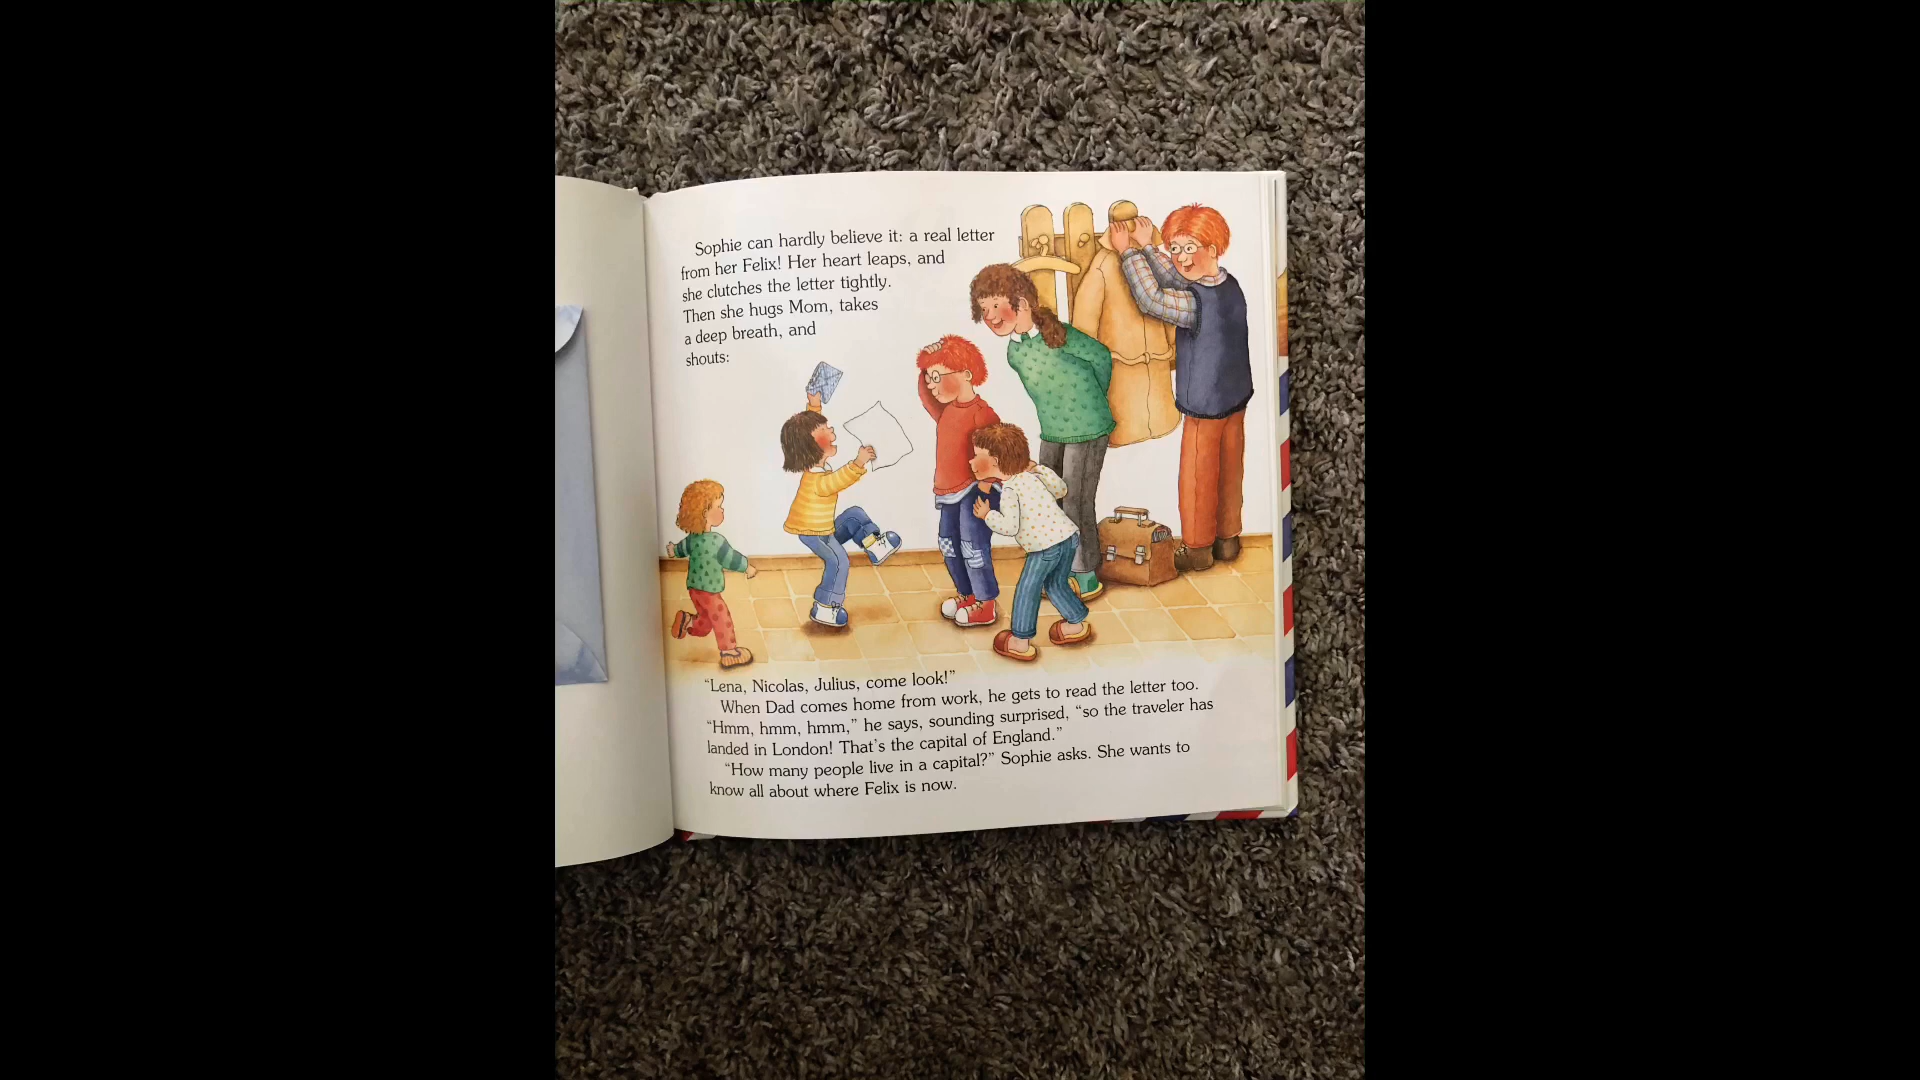 Sophie can hardly believe it: a real letter
from her Felix! Her heart leaps, and
she clutches the letter tightly.
Then she hugs Mom, takes
a deep breath, and
shouts:
“Lena, Nicolas, Julius, come look!”
When Dad comes home from work, he gets to read the letter too.
“Hmm, hmm, hmm,” he says, sounding surprised, “so the traveler has
landed in London! That's the capital of England.”
“How many people live in a capital?” Sophie asks. She wants to
know all about where Felix is now.